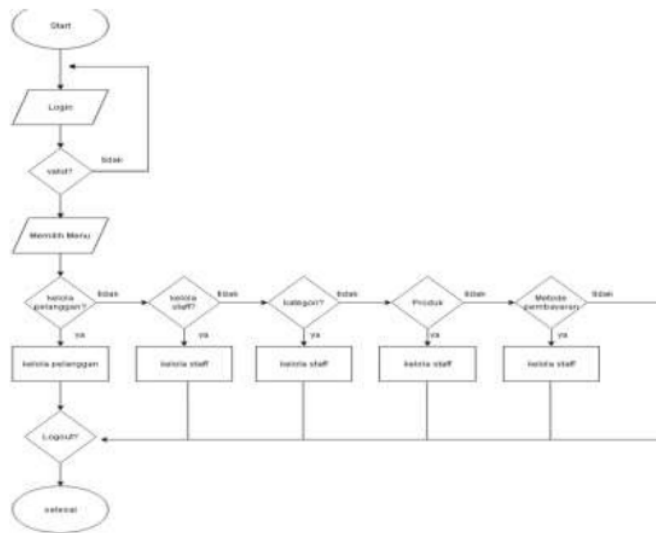 Start
Login
valid?
tidak
Memilih Menu
kelola
pelanggan?
tidak
kelola
staff?
tidak
kategori?
tidak
Produk
tidak
Metode
pembayaran
tidak
ya
ya
ya
ya
ya
kelola pelanggan
kelola staff
kelola staff
kelola staff
kelola staff
Logout?
selesai